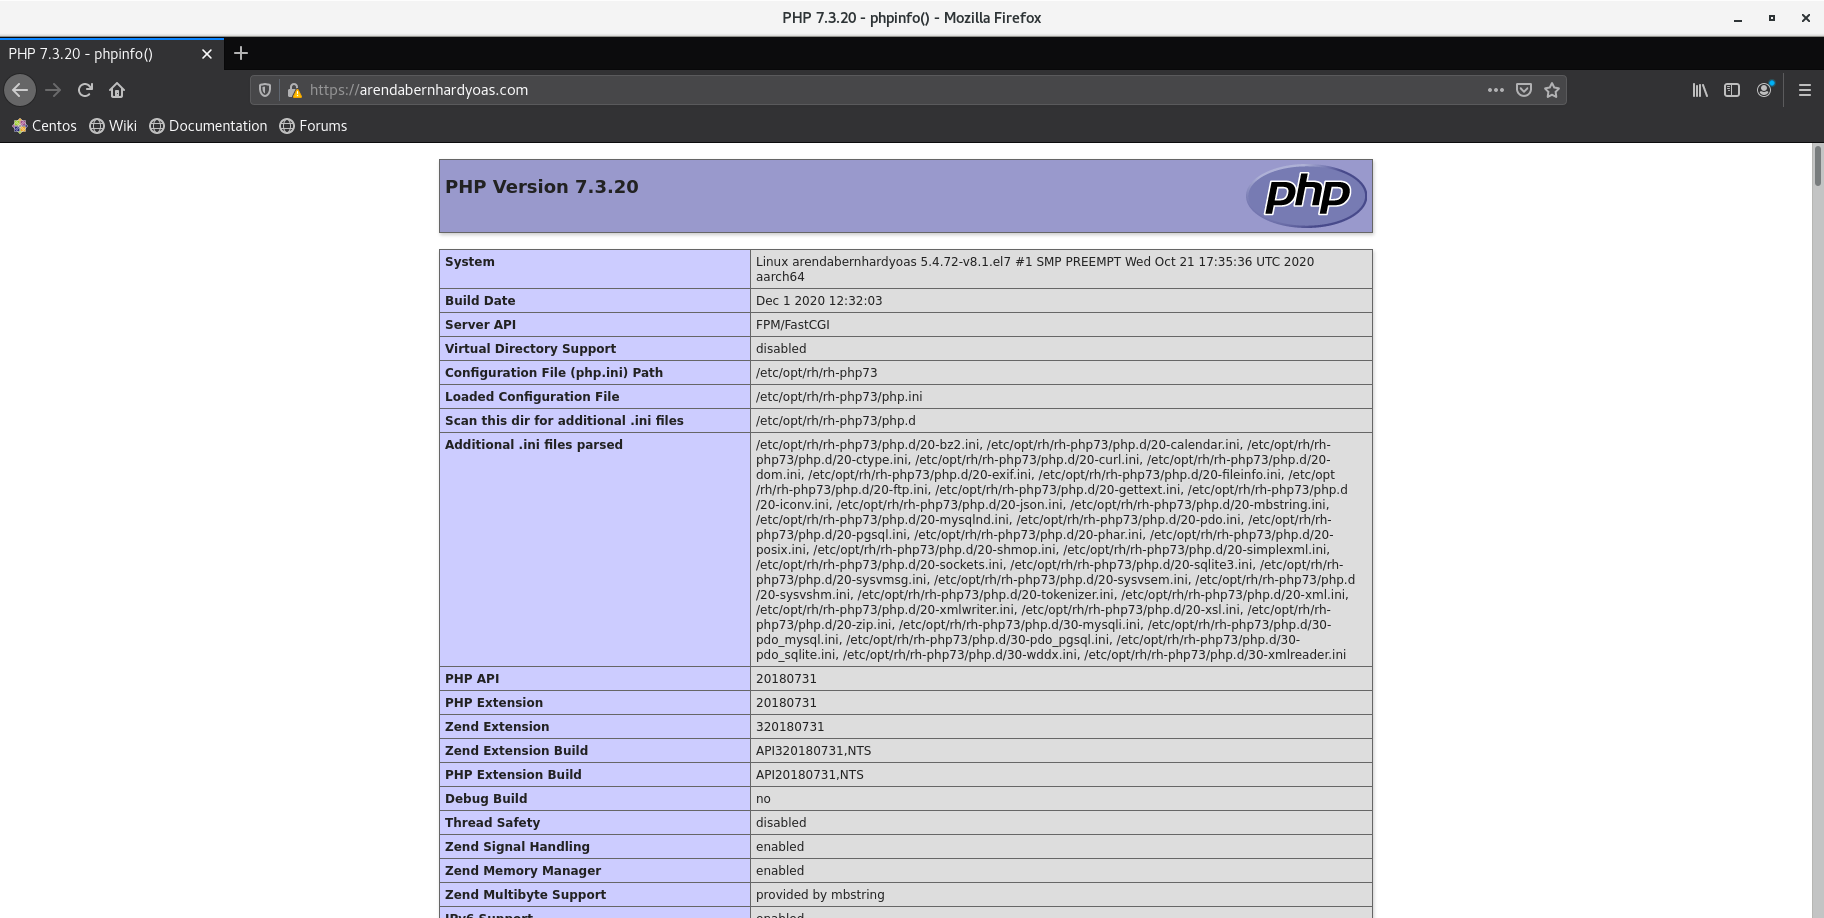 PHP 7.3.20 - phpinfo() - Mozilla Firefox
PHP 7.3.20 - phpinfo()
https://arendabernhardyoas.com
Centos Wiki Documentation Forums
PHP Version 7.3.20
php
System Linux arendabernhardyoas 5.4.72-v8.1.el7 #1 SMP PREEMPT Wed Oct 21 17:35:36 UTC 2020
aarch64
Build Date Dec 1 2020 12:32:03
Server API FPM/FastCGI
Virtual Directory Support disabled
Configuration File (php.ini) Path /etc/opt/rh/rh-php73
Loaded Configuration File /etc/opt/rh/rh-php73/php.ini
Scan this dir for additional .ini files /etc/opt/rh/rh-php73/php.d
Additional .ini files parsed /etc/opt/rh/rh-php73/php.d/20-bz2.ini, /etc/opt/rh/rh-php73/php.d/20-calendar.ini, /etc/opt/rh/rh-
php73/php.d/20-ctype.ini, /etc/opt/rh/rh-php73/php.d/20-curl.ini, /etc/opt/rh/rh-php73/php.d/20-
dom.ini, /etc/opt/rh/rh-php73/php.d/20-exif.ini, /etc/opt/rh/rh-php73/php.d/20-fileinfo.ini, /etc/opt
/rh/rh-php73/php.d/20-ftp.ini, /etc/opt/rh/rh-php73/php.d/20-gettext.ini, /etc/opt/rh/rh-php73/php.d
/20-iconv.ini, /etc/opt/rh/rh-php73/php.d/20-json.ini, /etc/opt/rh/rh-php73/php.d/20-mbstring.ini,
/etc/opt/rh/rh-php73/php.d/20-mysqlnd.ini, /etc/opt/rh/rh-php73/php.d/20-pdo.ini, /etc/opt/rh/rh-
php73/php.d/20-pgsql.ini, /etc/opt/rh/rh-php73/php.d/20-phar.ini, /etc/opt/rh/rh-php73/php.d/20-
posix.ini, /etc/opt/rh/rh-php73/php.d/20-shmop.ini, /etc/opt/rh/rh-php73/php.d/20-simplexml.ini,
/etc/opt/rh/rh-php73/php.d/20-sockets.ini, /etc/opt/rh/rh-php73/php.d/20-sqlite3.ini, /etc/opt/rh/rh-
php73/php.d/20-sysvmsg.ini, /etc/opt/rh/rh-php73/php.d/20-sysvsem.ini, /etc/opt/rh/rh-php73/php.d
/20-sysvshm.ini, /etc/opt/rh/rh-php73/php.d/20-tokenizer.ini, /etc/opt/rh/rh-php73/php.d/20-xml.ini,
/etc/opt/rh/rh-php73/php.d/20-xmlwriter.ini, /etc/opt/rh/rh-php73/php.d/20-xsl.ini, /etc/opt/rh/rh-
php73/php.d/20-zip.ini, /etc/opt/rh/rh-php73/php.d/30-mysqli.ini, /etc/opt/rh/rh-php73/php.d/30-
pdo_mysql.ini, /etc/opt/rh/rh-php73/php.d/30-pdo_pgsql.ini, /etc/opt/rh/rh-php73/php.d/30-
pdo_sqlite.ini, /etc/opt/rh/rh-php73/php.d/30-wddx.ini, /etc/opt/rh/rh-php73/php.d/30-xmlreader.ini
PHP API 20180731
PHP Extension 20180731
Zend Extension 320180731
Zend Extension Build API320180731,NTS
PHP Extension Build API20180731,NTS
Debug Build no
Thread Safety disabled
Zend Signal Handling enabled
Zend Memory Manager enabled
Zend Multibyte Support provided by mbstring
IPv6 Support enabled